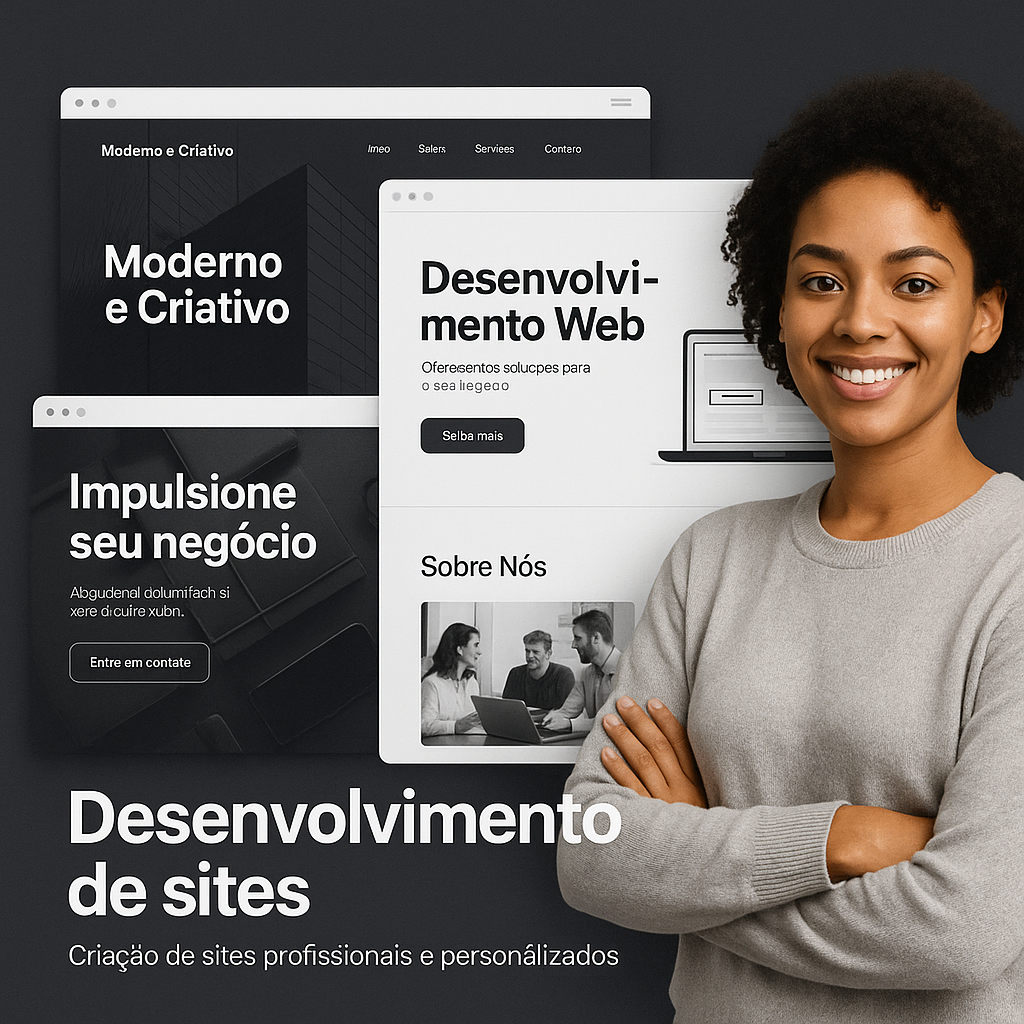 Moderno e Criativo
Imeo Salers Serviees Contero
Moderno
e Criativo
Desenvolvi-
mento Web
Oferesentos solucpes para
o sea liegeao
Selba mais
Impulsione
seu negócio
Abgudenal dolumifach si
xere dicuire xubn.
Entre em contate
Sobre Nós
Desenvolvimento
de sites
Criação de sites profissionais e personálizados